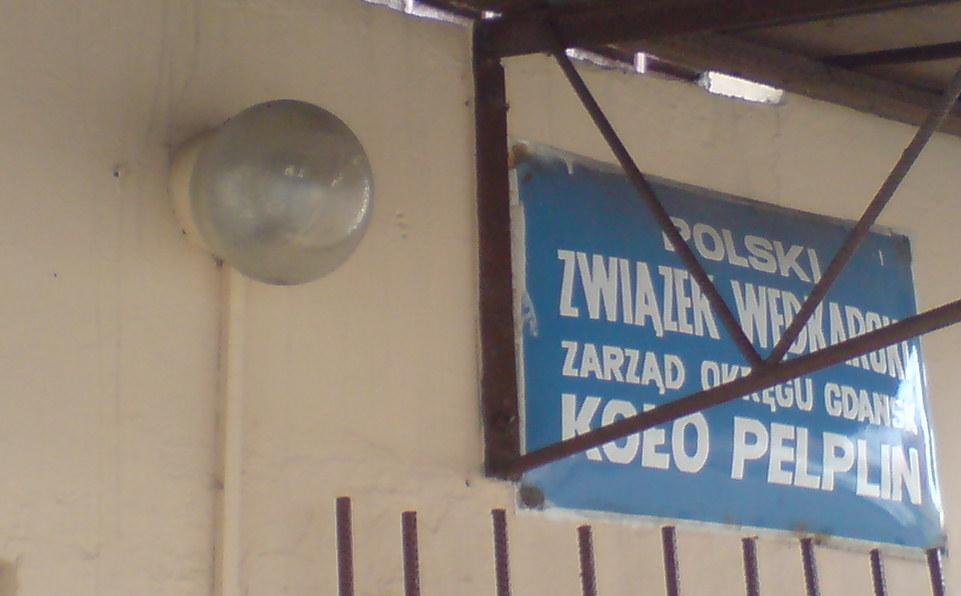 POLSKI
ZWIĄZEK WĘDKARSKI
ZARZĄD OKRĘGU GDAŃSK
KOŁO PELPLIN